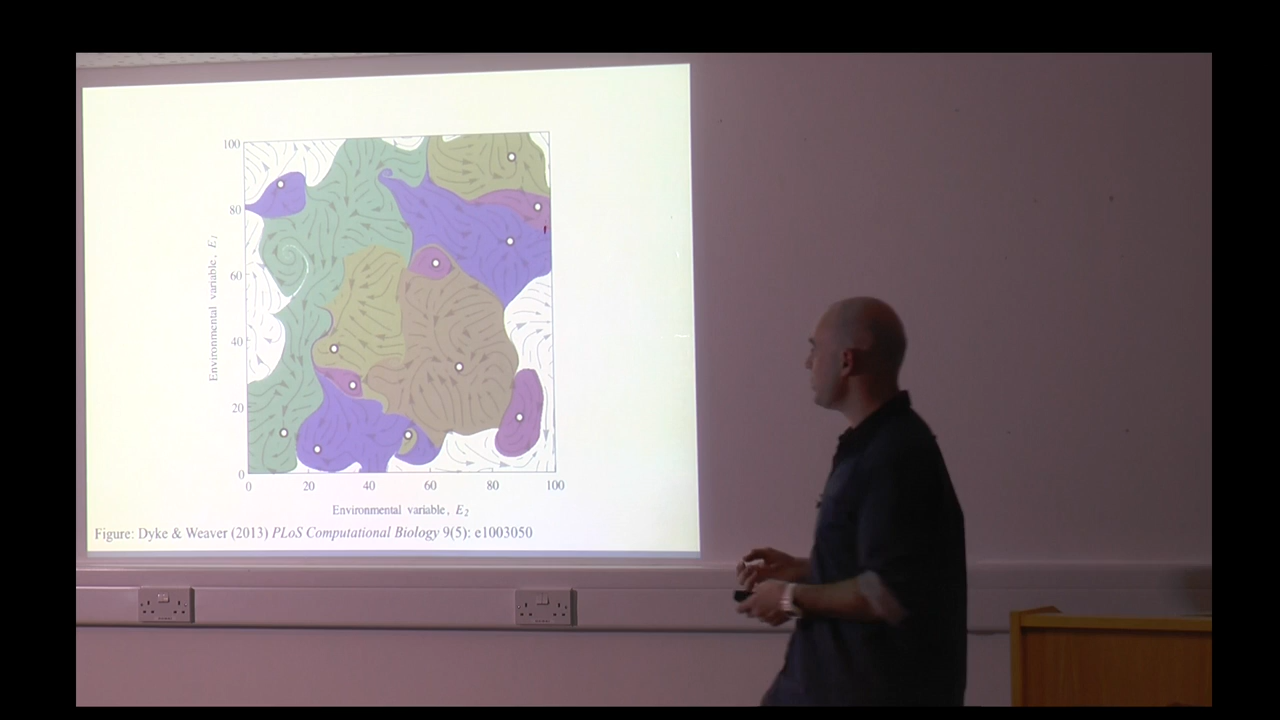 100
80
60
40
20
0
Environmental variable, E1
0 20 40 60 80 100
Environmental variable, E2
Figure: Dyke & Weaver (2013) PLoS Computational Biology 9(5): e1003050